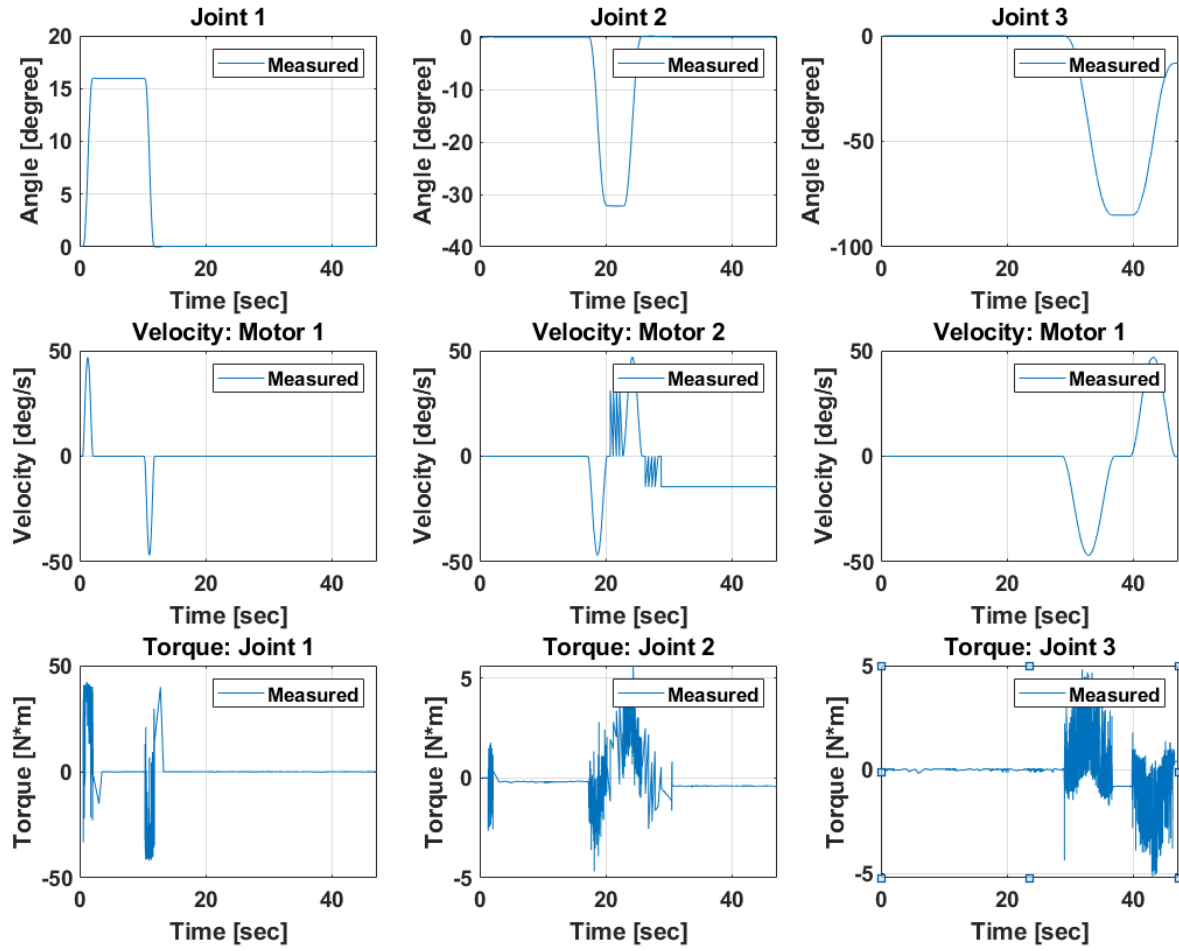 Joint 1
Angle [degree]
20
15
10
5
0
Measured
0 20 40
Time [sec]
Joint 2
Angle [degree]
0
-10
-20
-30
-40
Measured
0 20 40
Time [sec]
Joint 3
Angle [degree]
0
-50
-100
Measured
0 20 40
Time [sec]
Velocity: Motor 1
Velocity [deg/s]
50
0
-50
Measured
0 20 40
Time [sec]
Velocity: Motor 2
Velocity [deg/s]
50
0
-50
Measured
0 20 40
Time [sec]
Velocity: Motor 1
Velocity [deg/s]
50
0
-50
Measured
0 20 40
Time [sec]
Torque: Joint 1
Torque [N*m]
50
0
-50
Measured
0 20 40
Time [sec]
Torque: Joint 2
Torque [N*m]
5
0
-5
Measured
0 20 40
Time [sec]
Torque: Joint 3
Torque [N*m]
5
0
-5
Measured
0 20 40
Time [sec]